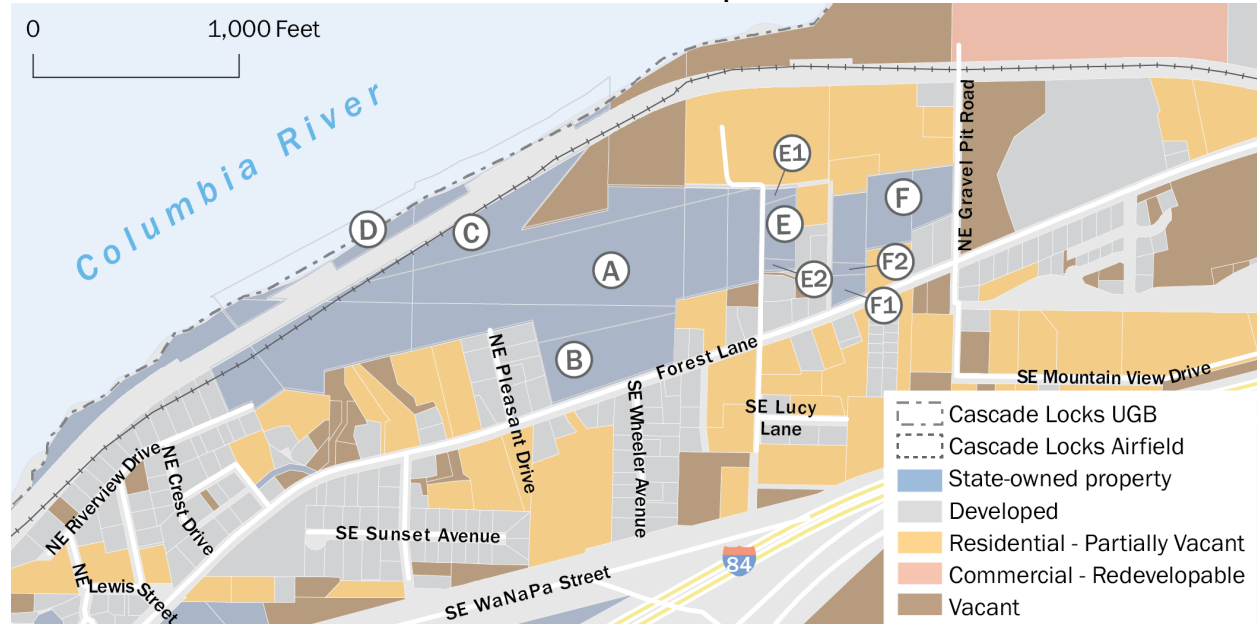 0 1,000 Feet
Columbia River
NE Gravel Pit Road
E1
F
D
C
E
A
F2
E2
F1
B
NE Pleasant Drive
Forest Lane
SE Wheeler Avenue
SE Mountain View Drive
SE Lucy
Lane
NE Riverview Drive
NE Crest Drive
SE Sunset Avenue
84
NE
Lewis Street
SE WaNaPa Street
Cascade Locks UGB
Cascade Locks Airfield
State-owned property
Developed
Residential - Partially Vacant
Commercial - Redevelopable
Vacant